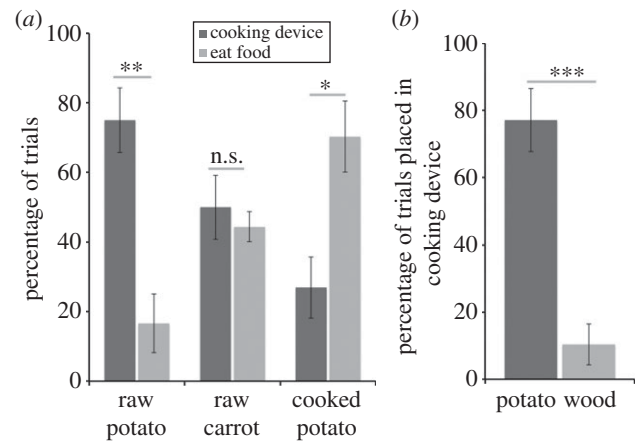 (a)
cooking device
eat food
percentage of trials
100
80
60
40
20
0
**
n.s.
*
raw potato
raw carrot
cooked potato
(b)
percentage of trials placed in
cooking device
100
80
60
40
20
0
***
potato wood